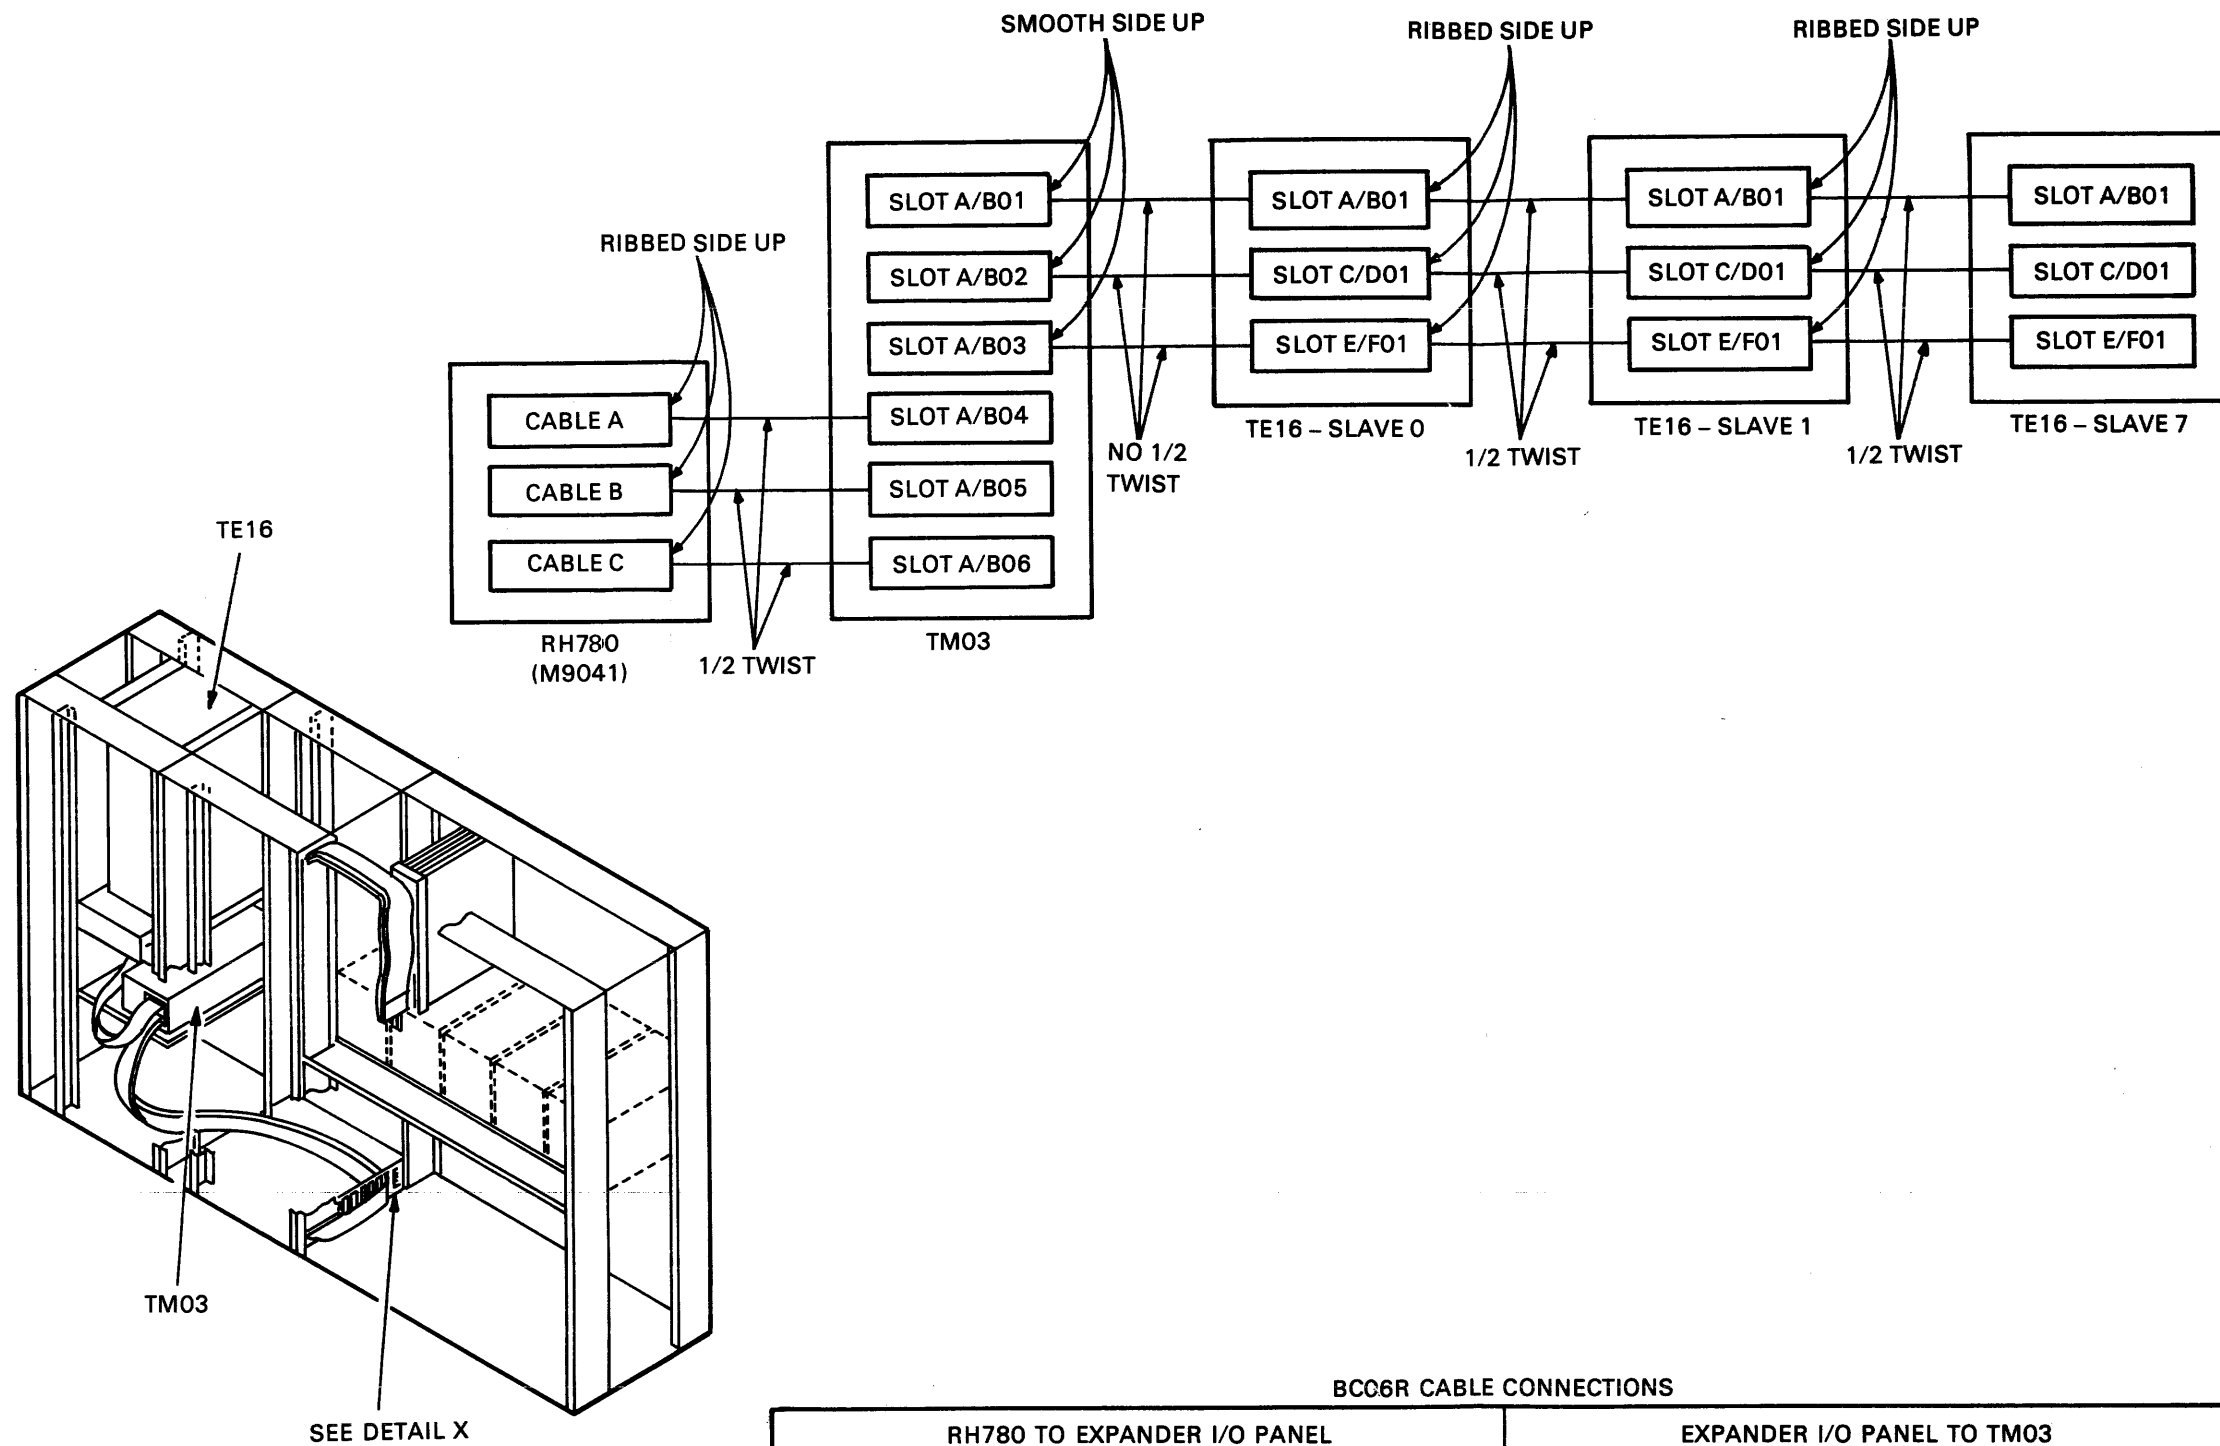 SMOOTH SIDE UP
RIBBED SIDE UP
RIBBED SIDE UP
RIBBED SIDE UP
SLOT A/B01
SLOT A/B02
SLOT A/B03
SLOT A/B04
SLOT A/B05
SLOT A/B06
TM03
CABLE A
CABLE B
CABLE C
RH780
(M9041)
1/2 TWIST
NO 1/2
TWIST
SLOT A/B01
SLOT C/D01
SLOT E/F01
TE16 – SLAVE 0
1/2 TWIST
SLOT A/B01
SLOT C/D01
SLOT E/F01
TE16 – SLAVE 1
1/2 TWIST
SLOT A/B01
SLOT C/D01
SLOT E/F01
TE16 – SLAVE 7
TE16
TM03
SEE DETAIL X
BC06R CABLE CONNECTIONS
RH780 TO EXPANDER I/O PANEL
EXPANDER I/O PANEL TO TM03